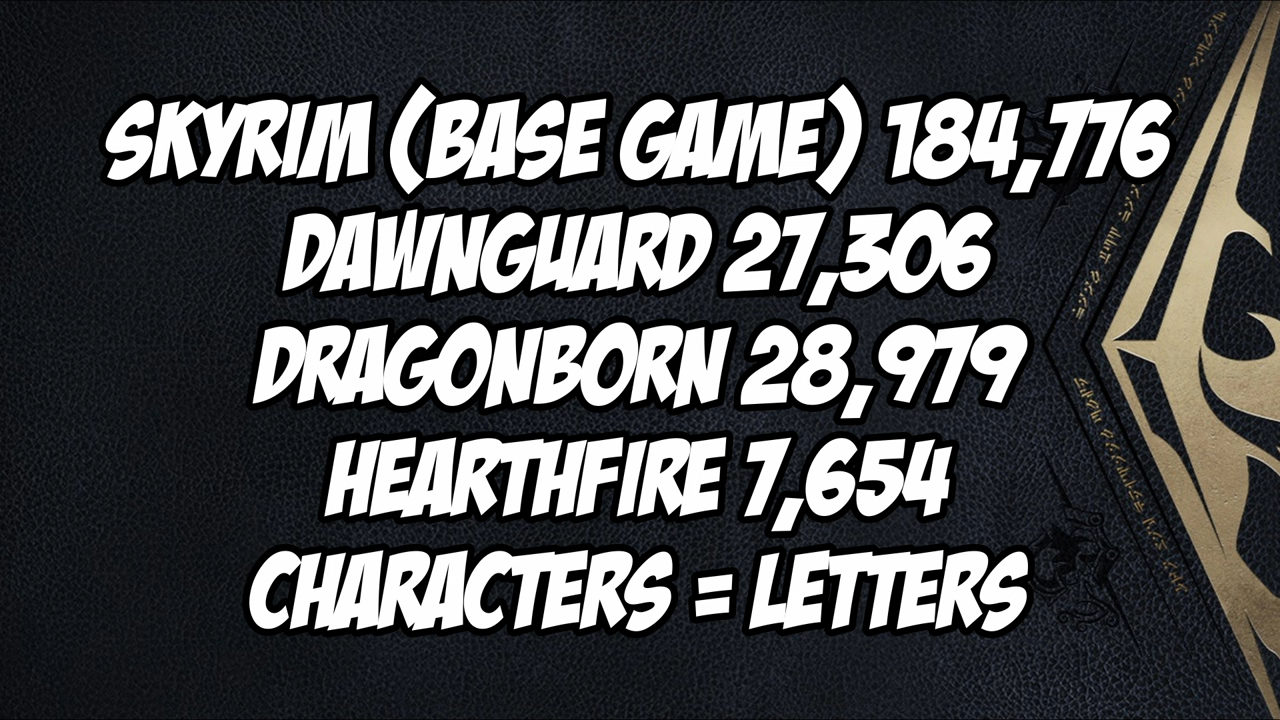 SKYRIM (BASE GAME) 184,776
DAWNGUARD 27,306
DRAGONBORN 28,979
HEARTHFIRE 7,654
CHARACTERS = LETTERS